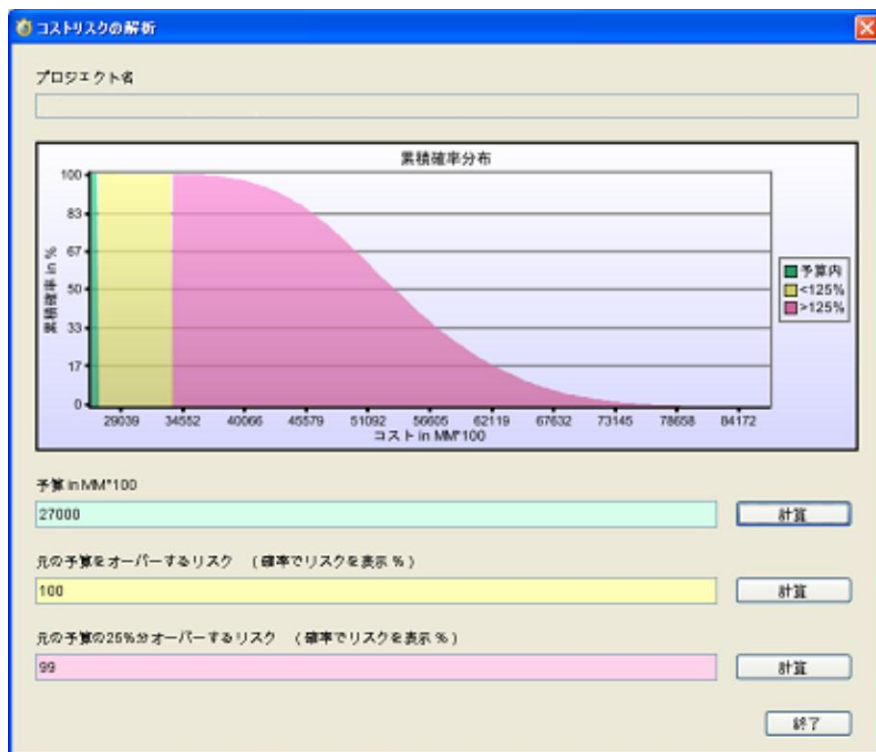 コストリスクの解析
プロジェクト名
累積確率分布
累積確率 in %
100
83
67
50
33
17
0
29039 34552 40066 45579 51092 56605 62119 67632 73145 78658 84172
コスト in MM*100
予算内
<125%
>125%
予算 in MM*100
27000
計算
元の予算をオーバーするリスク （確率でリスクを表示 %）
100
計算
元の予算の25%分オーバーするリスク （確率でリスクを表示 %）
99
計算
終了